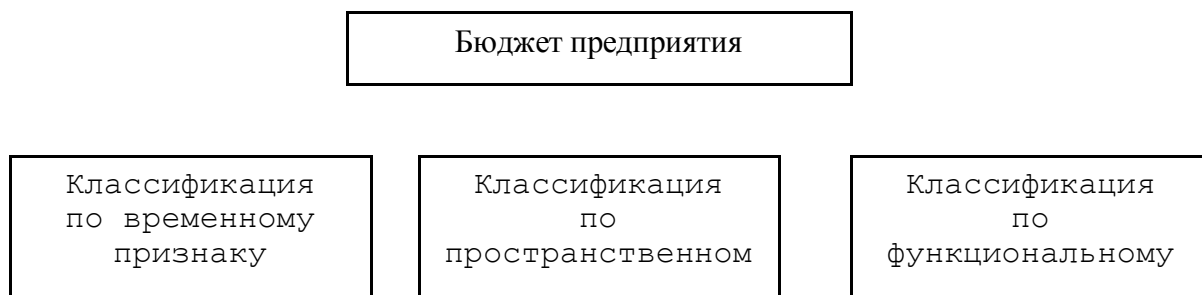 Бюджет предприятия
Классификация
по временному
признаку
Классификация
по
пространственном
Классификация
по
функциональному